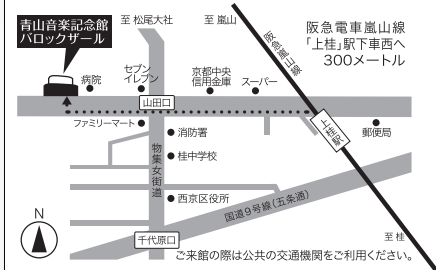 青山音楽記念館
バロックザール
至 松尾大社
至 嵐山
阪急嵐山線
阪急電車嵐山線
「上桂」駅下車西へ
300メートル
病院
セブン
イレブン
京都中央
信用金庫
スーパー
山田口
ファミリーマート
消防署
上桂駅
郵便局
物集女街道
桂中学校
西京区役所
国道9号線(五条通)
N
千代原口
至 桂
ご来館の際は公共の交通機関をご利用ください。